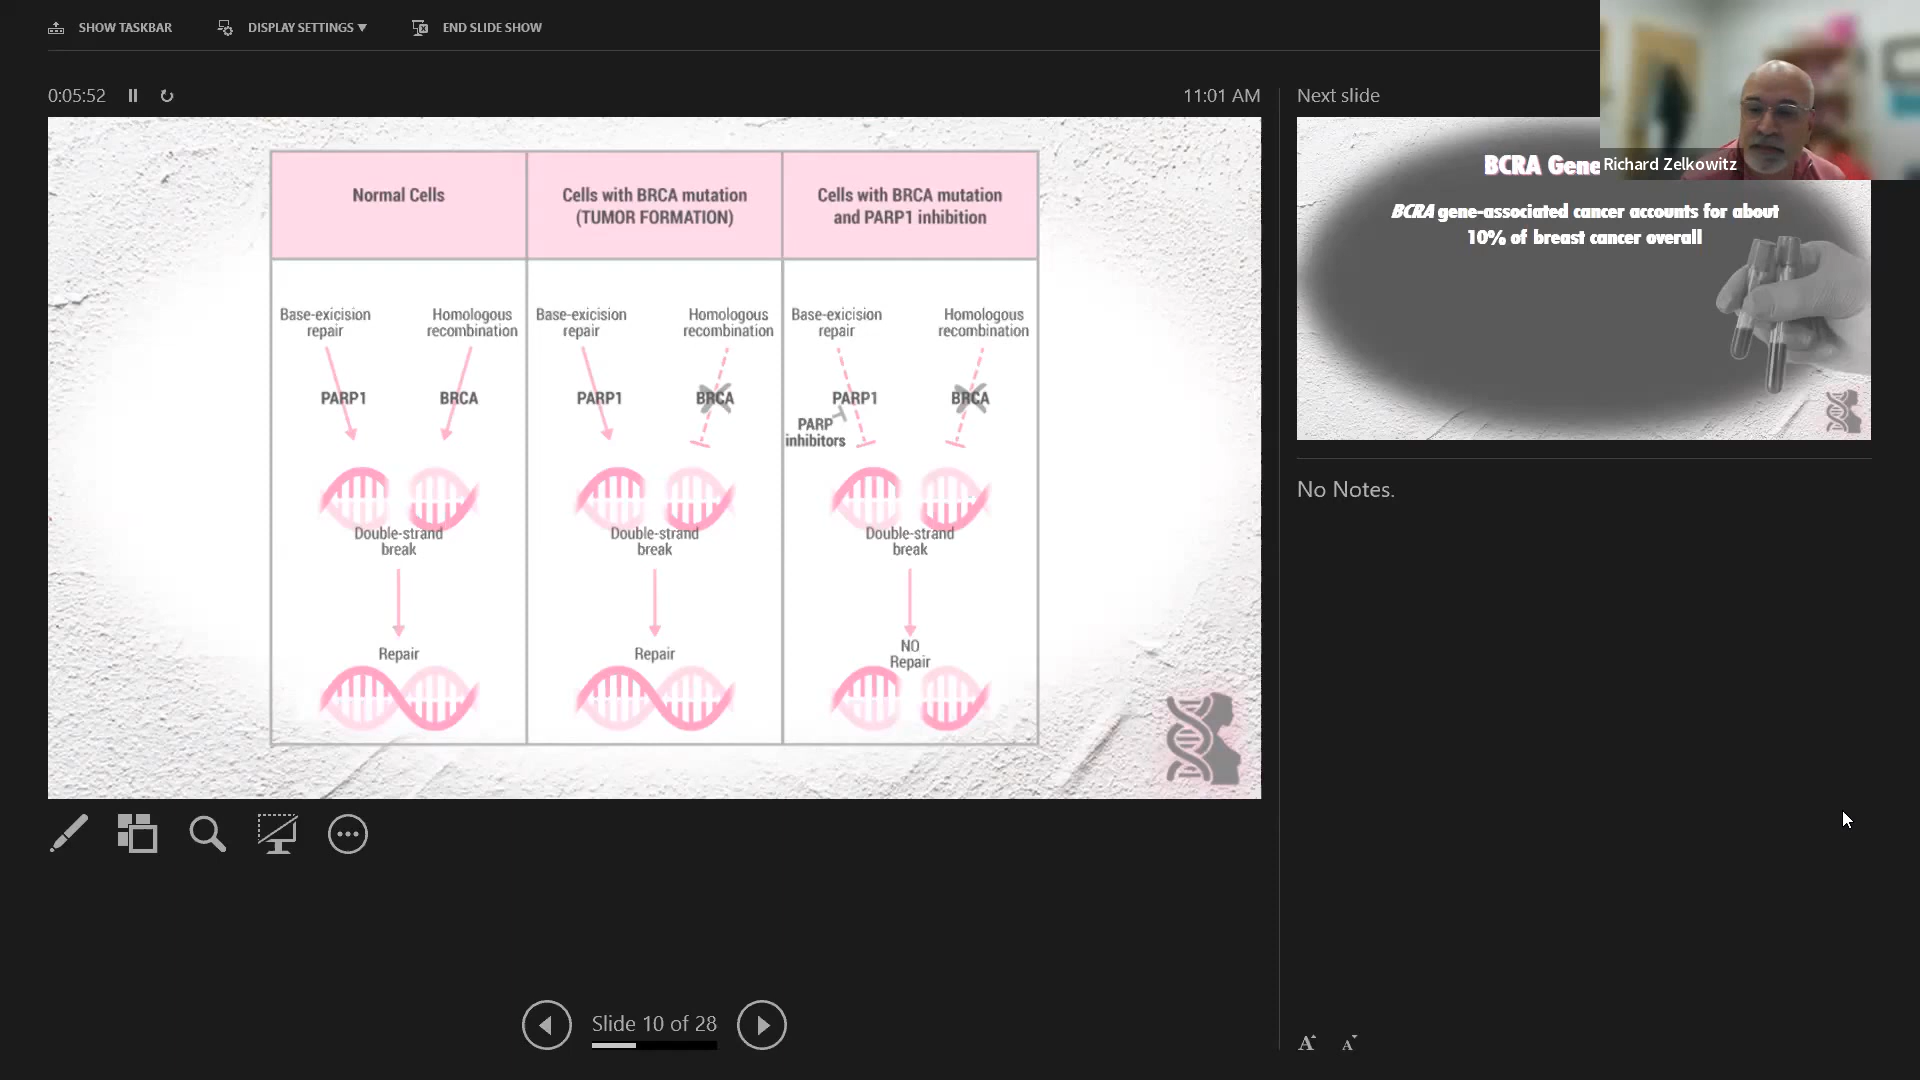 SHOW TASKBAR
DISPLAY SETTINGS
END SLIDE SHOW
0:05:52
11:01 AM
Next slide
Normal Cells
Cells with BRCA mutation
(TUMOR FORMATION)
Cells with BRCA mutation
and PARP1 inhibition
Base-exicision
repair
Homologous
recombination
PARP1
BRCA
Double-strand
break
Repair
Base-exicision
repair
Homologous
recombination
PARP1
BRCA
Double-strand
break
Repair
Base-exicision
repair
Homologous
recombination
PARP1
BRCA
PARP
inhibitors
Double-strand
break
NO
Repair
BCRA Gene
Richard Zelkowitz
BCRA gene-associated cancer accounts for about
10% of breast cancer overall
No Notes.
Slide 10 of 28
A A